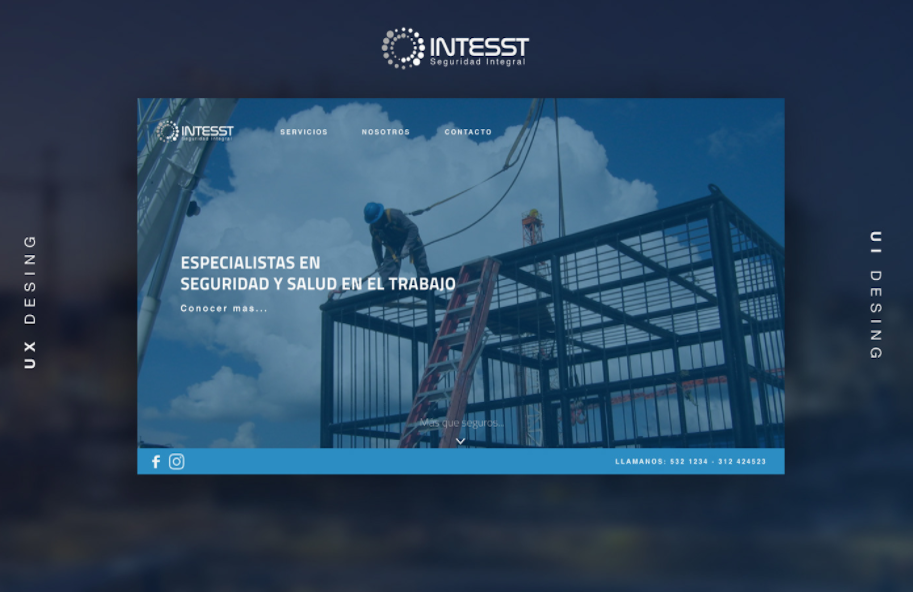 INTESST
Seguridad Integral
INTESST
Seguridad Integral
SERVICIOS NOSOTROS CONTACTO
ESPECIALISTAS EN
SEGURIDAD Y SALUD EN EL TRABAJO
Conocer mas...
Mas que seguros...
LLAMANOS: 532 1234 - 312 424523
UX DESING
UI DESING